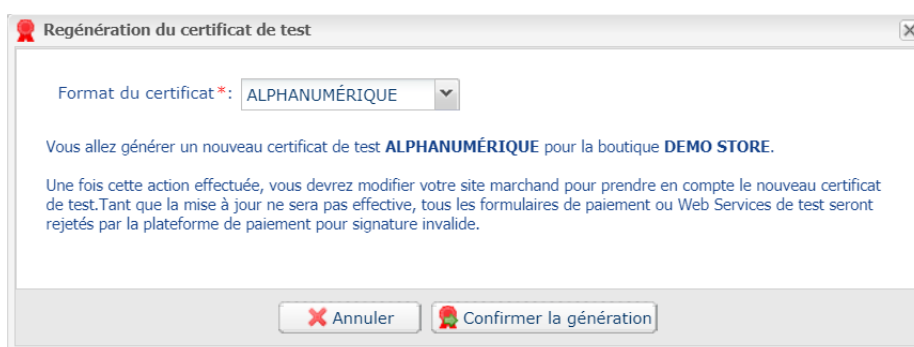 Regénération du certificat de test
Format du certificat*: ALPHANUMÉRIQUE
Vous allez générer un nouveau certificat de test ALPHANUMÉRIQUE pour la boutique DEMO STORE.
Une fois cette action effectuée, vous devrez modifier votre site marchand pour prendre en compte le nouveau certificat
de test.Tant que la mise à jour ne sera pas effective, tous les formulaires de paiement ou Web Services de test seront
rejetés par la plateforme de paiement pour signature invalide.
Annuler Confirmer la génération